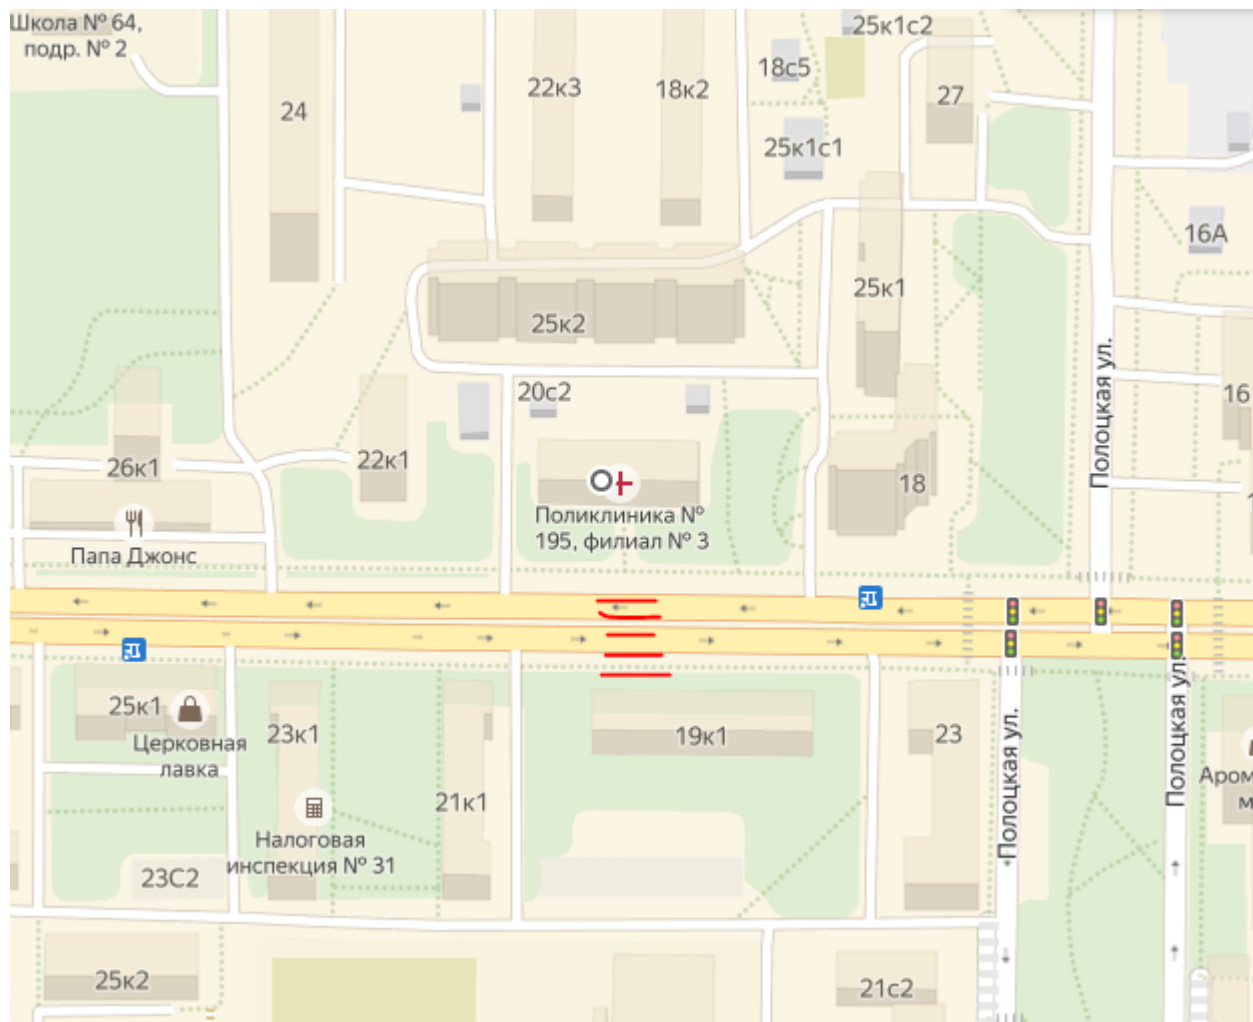 Школа № 64,
подр. № 2
24
22к3
18к2
18с5
25к1с2
27
25к1с1
16А
25к1
25к2
Полоцкая ул.
20с2
16
26к1
22к1
18
Поликлиника №
195, филиал № 3
Папа Джонс
25к1
Церковная
лавка
23к1
19к1
23
Полоцкая ул.
Полоцкая ул.
21к1
Налоговая
инспекция № 31
23С2
Аром
м
25к2
21с2